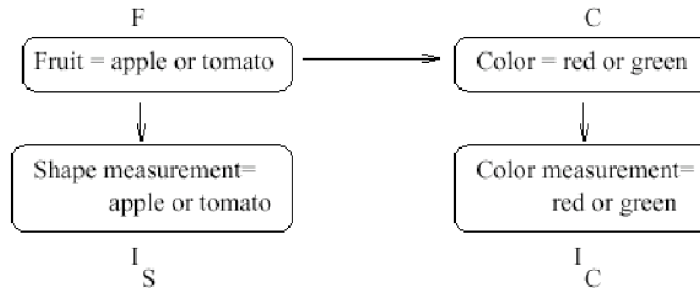 F
C
Fruit = apple or tomato
Color = red or green
Shape measurement=
apple or tomato
Color measurement=
red or green
I
S
I
C